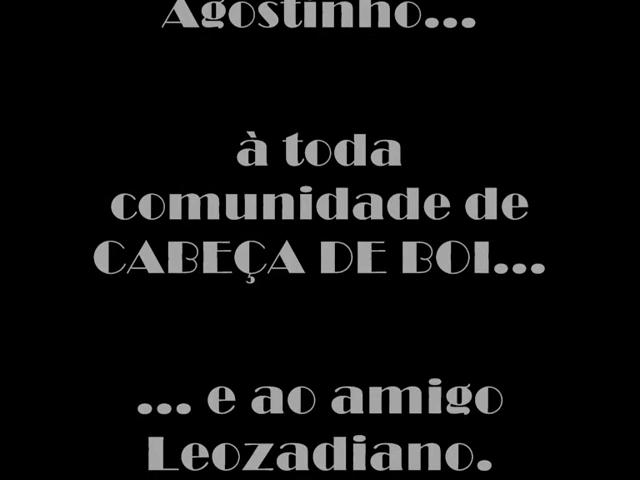 Agostinho...
à toda
comunidade de
CABEÇA DE BOI...
... e ao amigo
Leozadiano.